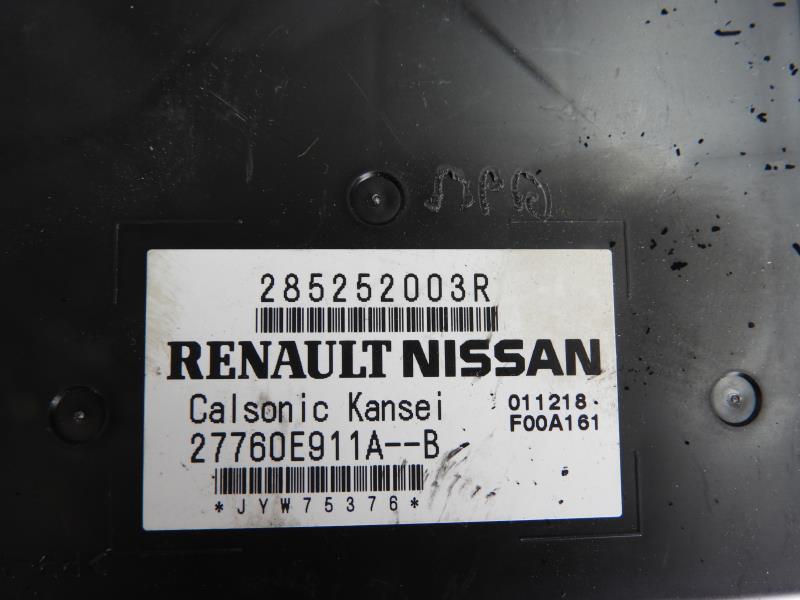 285252003R
RENAULT NISSAN
Calsonic Kansei
011218-
F00A161
27760E911A--B
*JYW75376*